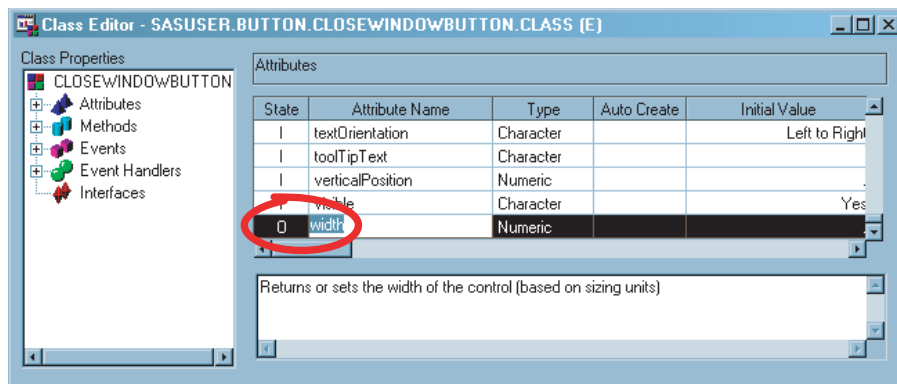 Class Editor - SASUSER.BUTTON.CLOSEWINDOWBUTTON.CLASS (E)
Class Properties
CLOSEWINDOWBUTTON
Attributes
Methods
Events
Event Handlers
Interfaces
Attributes
State Attribute Name Type Auto Create Initial Value
I textOrientation Character Left to Right
I toolTipText Character
I verticalPosition Numeric .
I visible Character Yes
O width Numeric .
Returns or sets the width of the control (based on sizing units)